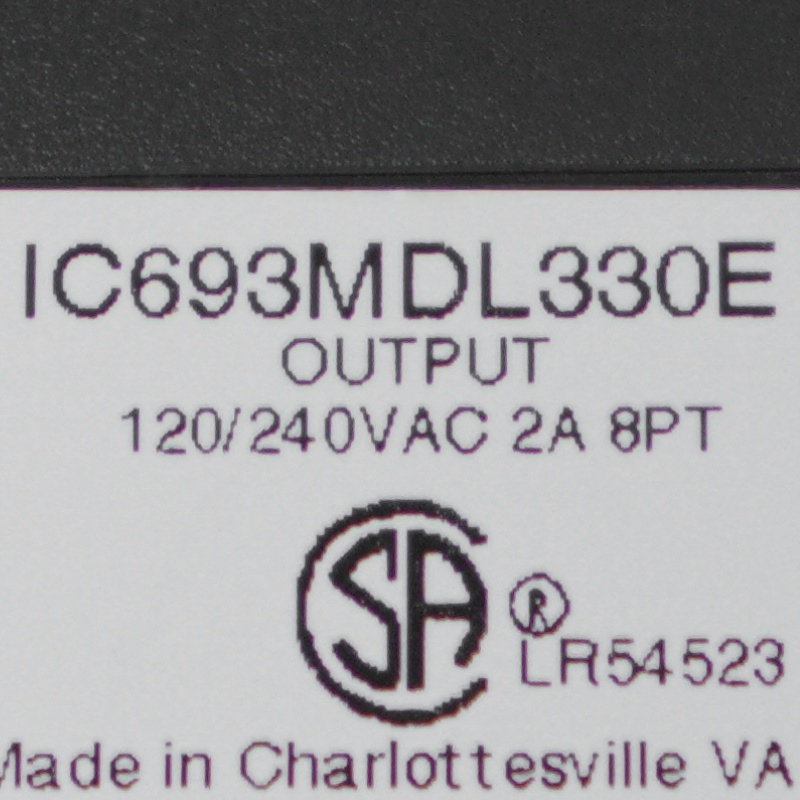 IC693MDL330E
OUTPUT
120/240VAC 2A 8PT
SA ®
LR54523
Made in Charlottesville VA